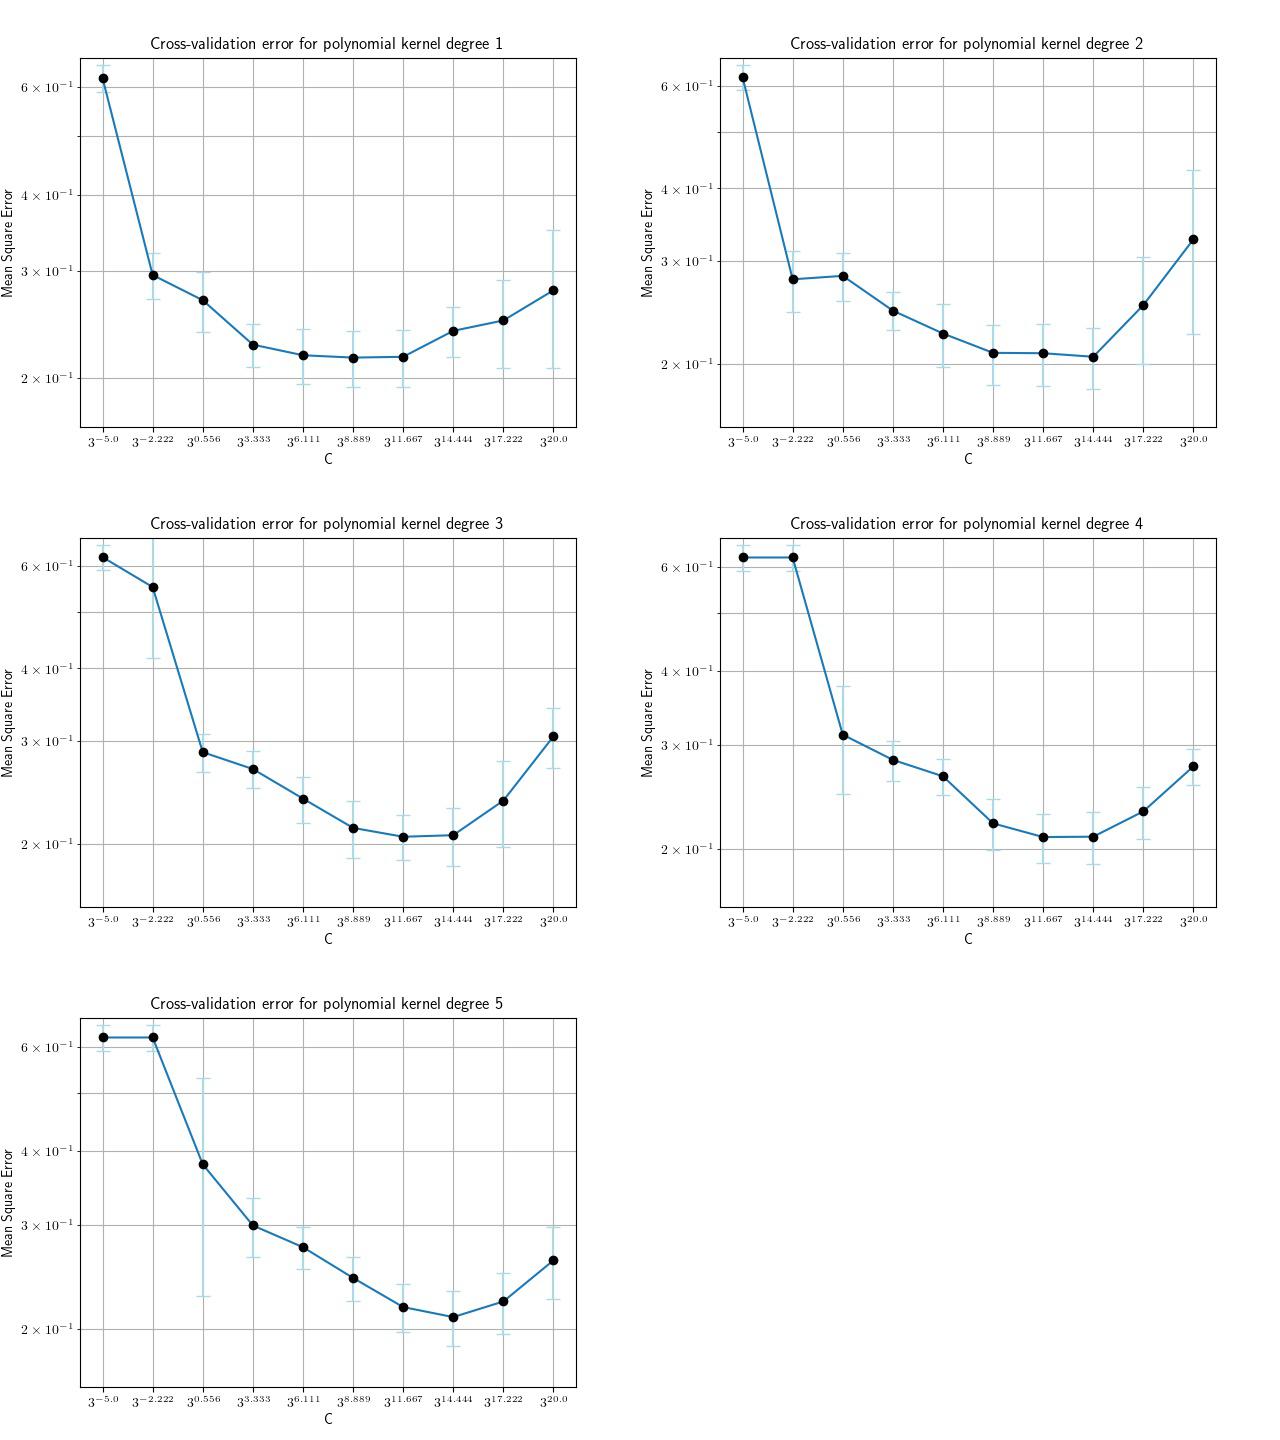 Cross-validation error for polynomial kernel degree 1
Mean Square Error
6 × 10⁻¹
4 × 10⁻¹
3 × 10⁻¹
2 × 10⁻¹
3⁻⁵·⁰ 3⁻²·²²² 3⁰·⁵⁵⁶ 3³·³³³ 3⁶·¹¹¹ 3⁸·⁸⁸⁹ 3¹¹·⁶⁶⁷ 3¹⁴·⁴⁴⁴ 3¹⁷·²²² 3²⁰·⁰
C
Cross-validation error for polynomial kernel degree 2
Mean Square Error
6 × 10⁻¹
4 × 10⁻¹
3 × 10⁻¹
2 × 10⁻¹
3⁻⁵·⁰ 3⁻²·²²² 3⁰·⁵⁵⁶ 3³·³³³ 3⁶·¹¹¹ 3⁸·⁸⁸⁹ 3¹¹·⁶⁶⁷ 3¹⁴·⁴⁴⁴ 3¹⁷·²²² 3²⁰·⁰
C
Cross-validation error for polynomial kernel degree 3
Mean Square Error
6 × 10⁻¹
4 × 10⁻¹
3 × 10⁻¹
2 × 10⁻¹
3⁻⁵·⁰ 3⁻²·²²² 3⁰·⁵⁵⁶ 3³·³³³ 3⁶·¹¹¹ 3⁸·⁸⁸⁹ 3¹¹·⁶⁶⁷ 3¹⁴·⁴⁴⁴ 3¹⁷·²²² 3²⁰·⁰
C
Cross-validation error for polynomial kernel degree 4
Mean Square Error
6 × 10⁻¹
4 × 10⁻¹
3 × 10⁻¹
2 × 10⁻¹
3⁻⁵·⁰ 3⁻²·²²² 3⁰·⁵⁵⁶ 3³·³³³ 3⁶·¹¹¹ 3⁸·⁸⁸⁹ 3¹¹·⁶⁶⁷ 3¹⁴·⁴⁴⁴ 3¹⁷·²²² 3²⁰·⁰
C
Cross-validation error for polynomial kernel degree 5
Mean Square Error
6 × 10⁻¹
4 × 10⁻¹
3 × 10⁻¹
2 × 10⁻¹
3⁻⁵·⁰ 3⁻²·²²² 3⁰·⁵⁵⁶ 3³·³³³ 3⁶·¹¹¹ 3⁸·⁸⁸⁹ 3¹¹·⁶⁶⁷ 3¹⁴·⁴⁴⁴ 3¹⁷·²²² 3²⁰·⁰
C